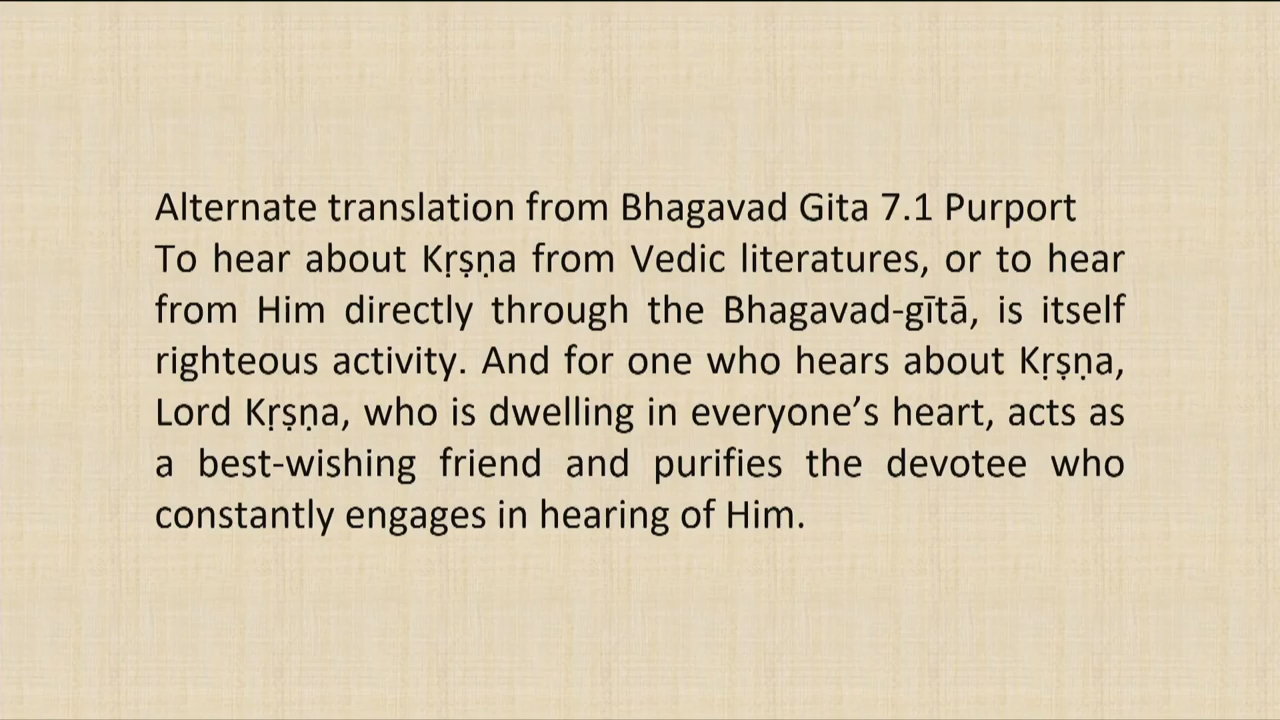 Alternate translation from Bhagavad Gita 7.1 Purport
To hear about Kṛṣṇa from Vedic literatures, or to hear
from Him directly through the Bhagavad-gītā, is itself
righteous activity. And for one who hears about Kṛṣṇa,
Lord Kṛṣṇa, who is dwelling in everyone’s heart, acts as
a best-wishing friend and purifies the devotee who
constantly engages in hearing of Him.